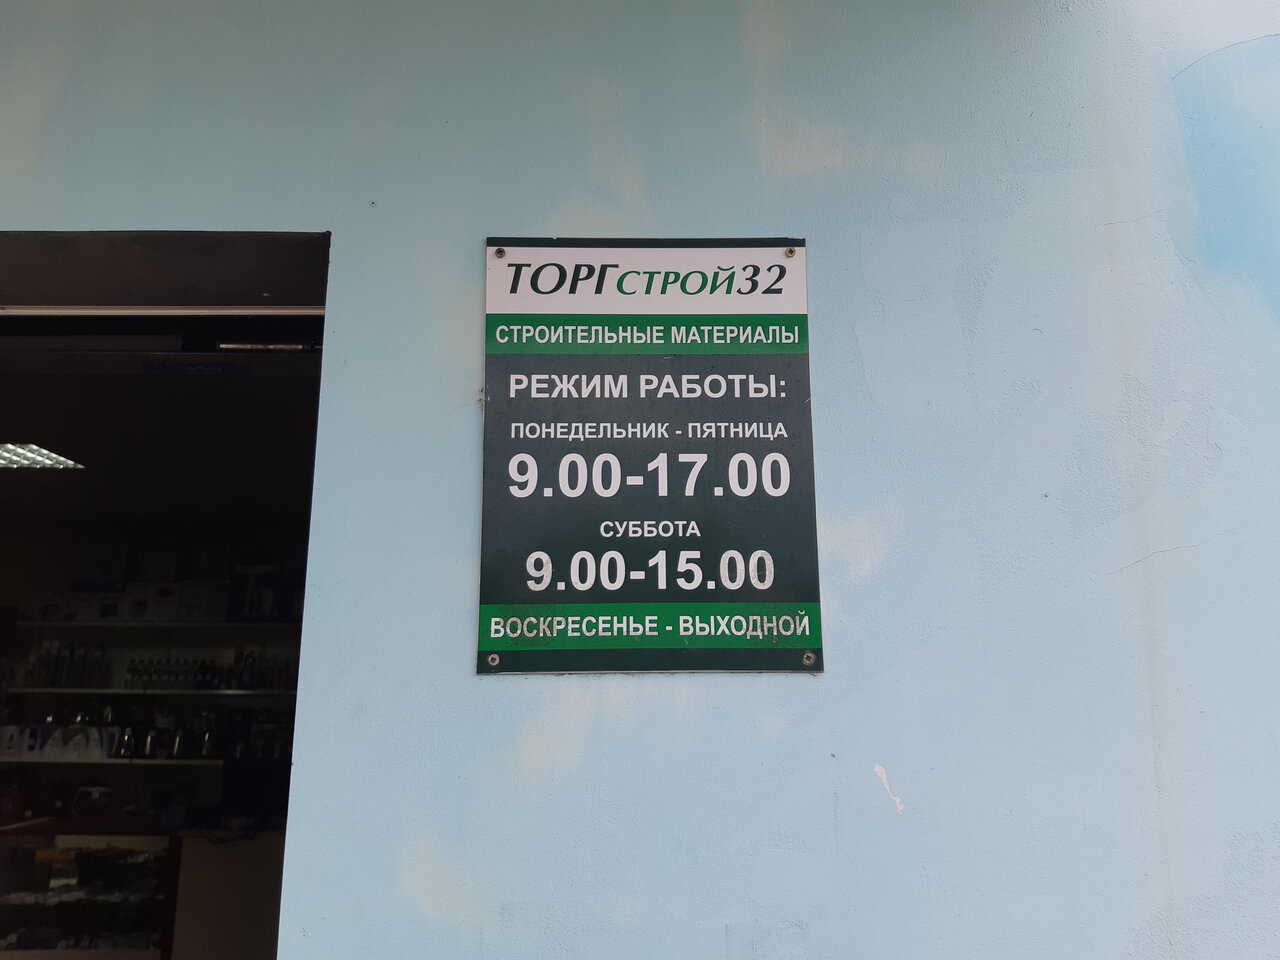 ТОРГСТРОЙ32
СТРОИТЕЛЬНЫЕ МАТЕРИАЛЫ
РЕЖИМ РАБОТЫ:
ПОНЕДЕЛЬНИК - ПЯТНИЦА
9.00-17.00
СУББОТА
9.00-15.00
ВОСКРЕСЕНЬЕ - ВЫХОДНОЙ